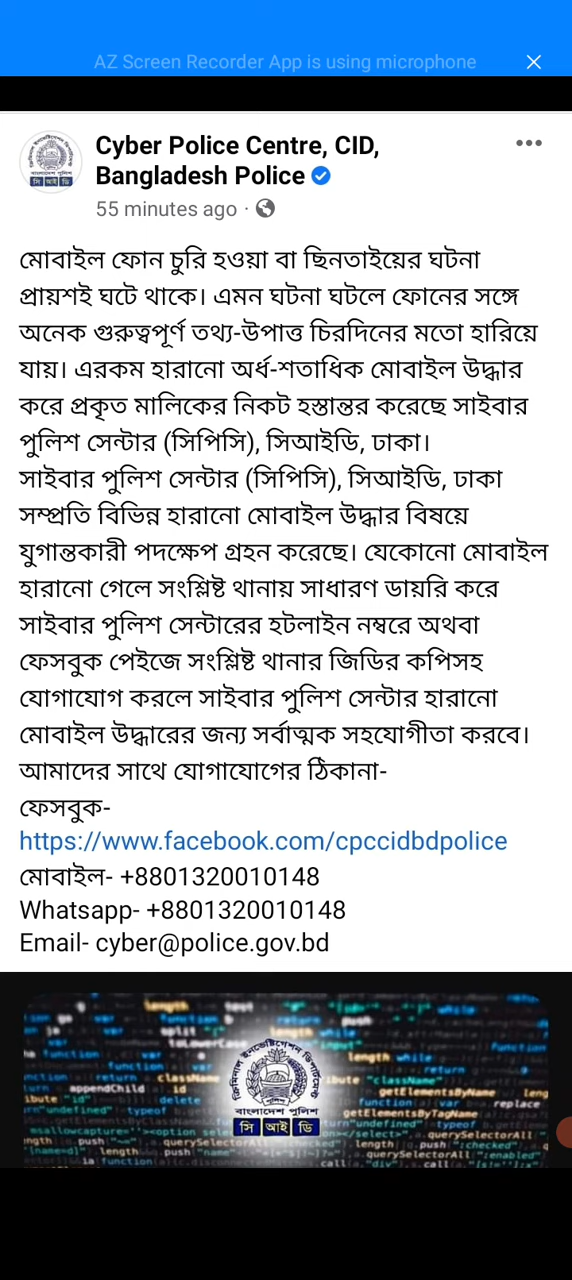 AZ Screen Recorder App is using microphone
Cyber Police Centre, CID,
Bangladesh Police
55 minutes ago ·
মোবাইল ফোন চুরি হওয়া বা ছিনতাইয়ের ঘটনা
প্রায়শই ঘটে থাকে। এমন ঘটনা ঘটলে ফোনের সঙ্গে
অনেক গুরুত্বপূর্ণ তথ্য-উপাত্ত চিরদিনের মতো হারিয়ে
যায়। এরকম হারানো অর্ধ-শতাধিক মোবাইল উদ্ধার
করে প্রকৃত মালিকের নিকট হস্তান্তর করেছে সাইবার
পুলিশ সেন্টার (সিপিসি), সিআইডি, ঢাকা।
সাইবার পুলিশ সেন্টার (সিপিসি), সিআইডি, ঢাকা
সম্প্রতি বিভিন্ন হারানো মোবাইল উদ্ধার বিষয়ে
যুগান্তকারী পদক্ষেপ গ্রহন করেছে। যেকোনো মোবাইল
হারানো গেলে সংশ্লিষ্ট থানায় সাধারণ ডায়রি করে
সাইবার পুলিশ সেন্টারের হটলাইন নম্বরে অথবা
ফেসবুক পেইজে সংশ্লিষ্ট থানার জিডির কপিসহ
যোগাযোগ করলে সাইবার পুলিশ সেন্টার হারানো
মোবাইল উদ্ধারের জন্য সর্বাত্মক সহযোগীতা করবে।
আমাদের সাথে যোগাযোগের ঠিকানা-
ফেসবুক-
https://www.facebook.com/cpccidbdpolice
মোবাইল- +8801320010148
Whatsapp- +8801320010148
Email- cyber@police.gov.bd
বাংলাদেশ পুলিশ
সি আই ডি